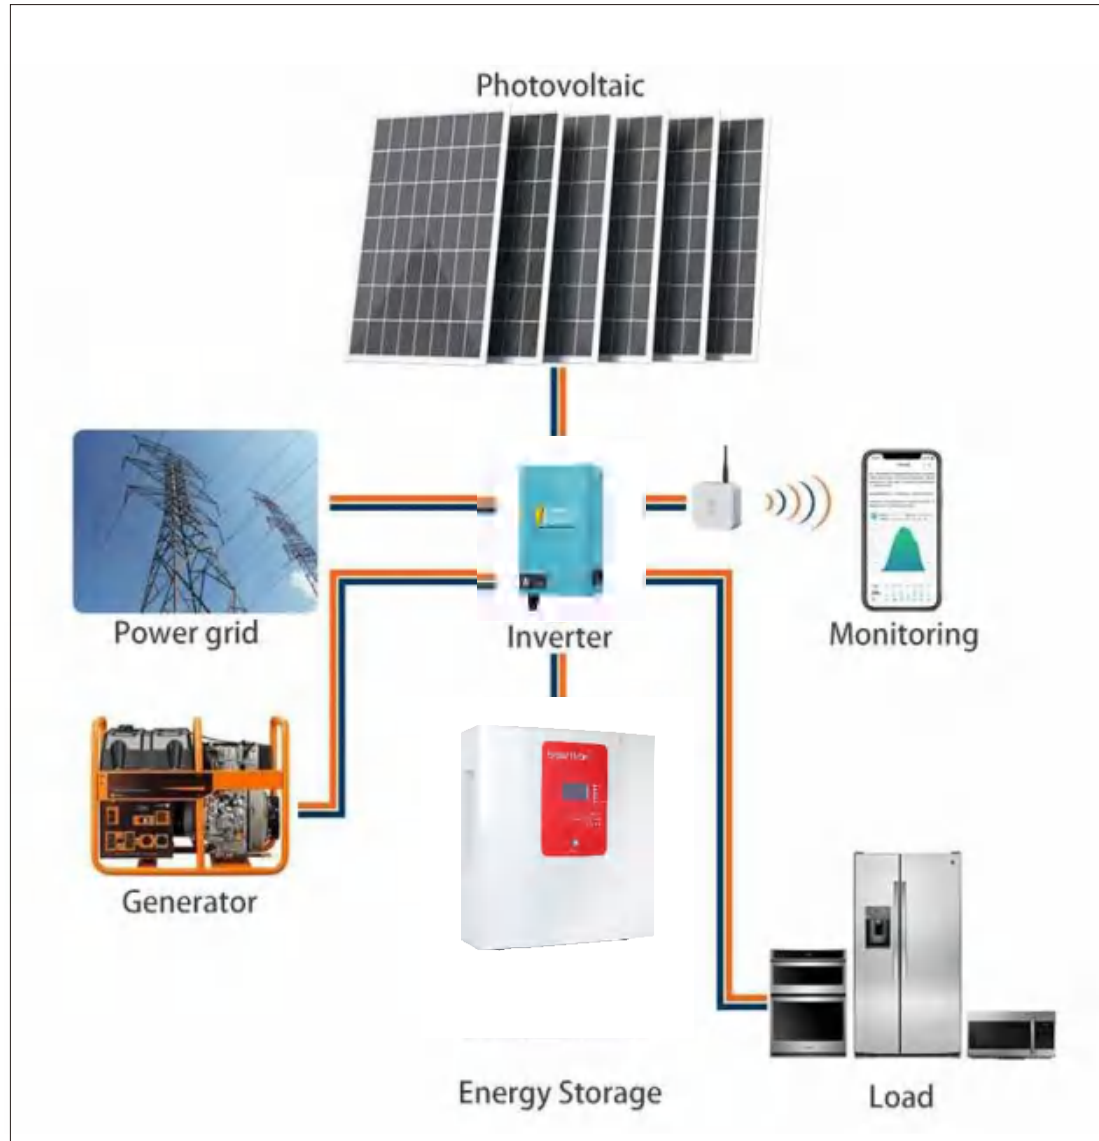 Photovoltaic
Power grid
Inverter
Monitoring
Generator
Energy Storage
Load